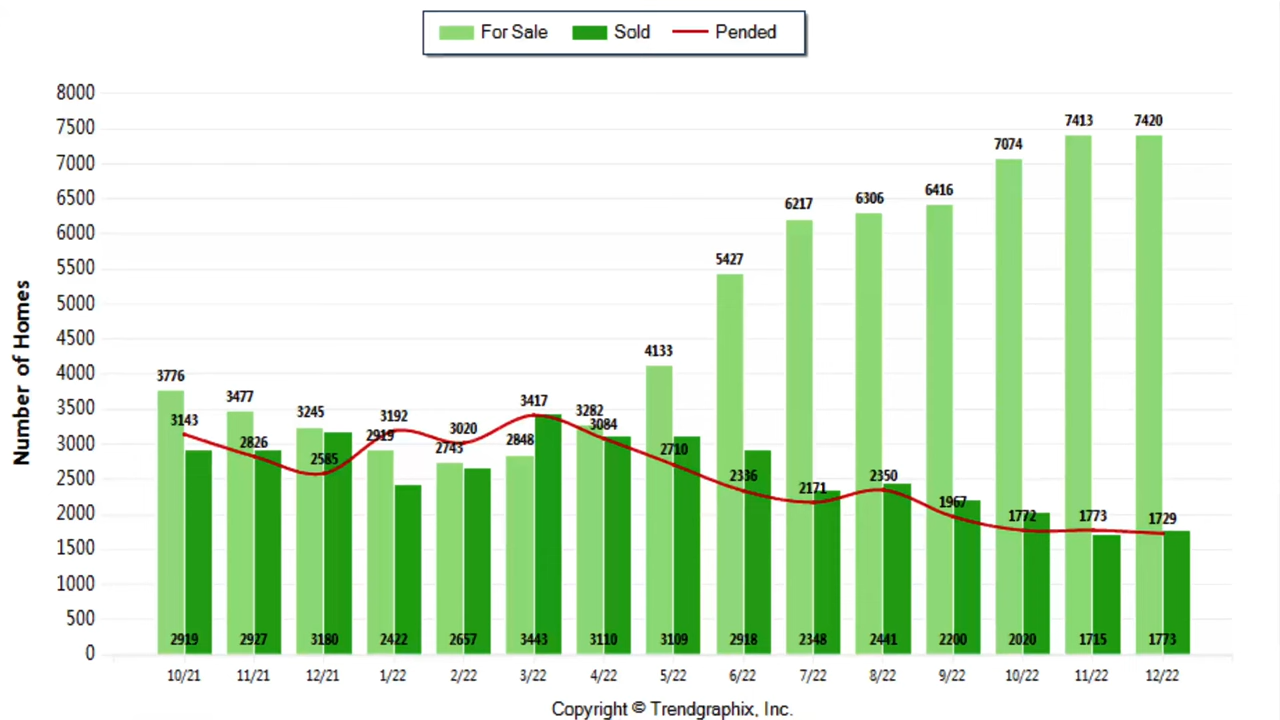 For Sale Sold Pended
8000
7500
7000
6500
6000
5500
5000
4500
4000
3500
3000
2500
2000
1500
1000
500
0
Number of Homes
3776 3477 3245 2919 2743 2848 3282 4133 5427 6217 6306 6416 7074 7413 7420
3143 2826 2585 3192 3020 3417 3084 2710 2336 2171 2350 1967 1772 1773 1729
2919 2927 3180 2422 2657 3443 3110 3109 2918 2348 2441 2200 2020 1715 1773
10/21 11/21 12/21 1/22 2/22 3/22 4/22 5/22 6/22 7/22 8/22 9/22 10/22 11/22 12/22
Copyright © Trendgraphix, Inc.